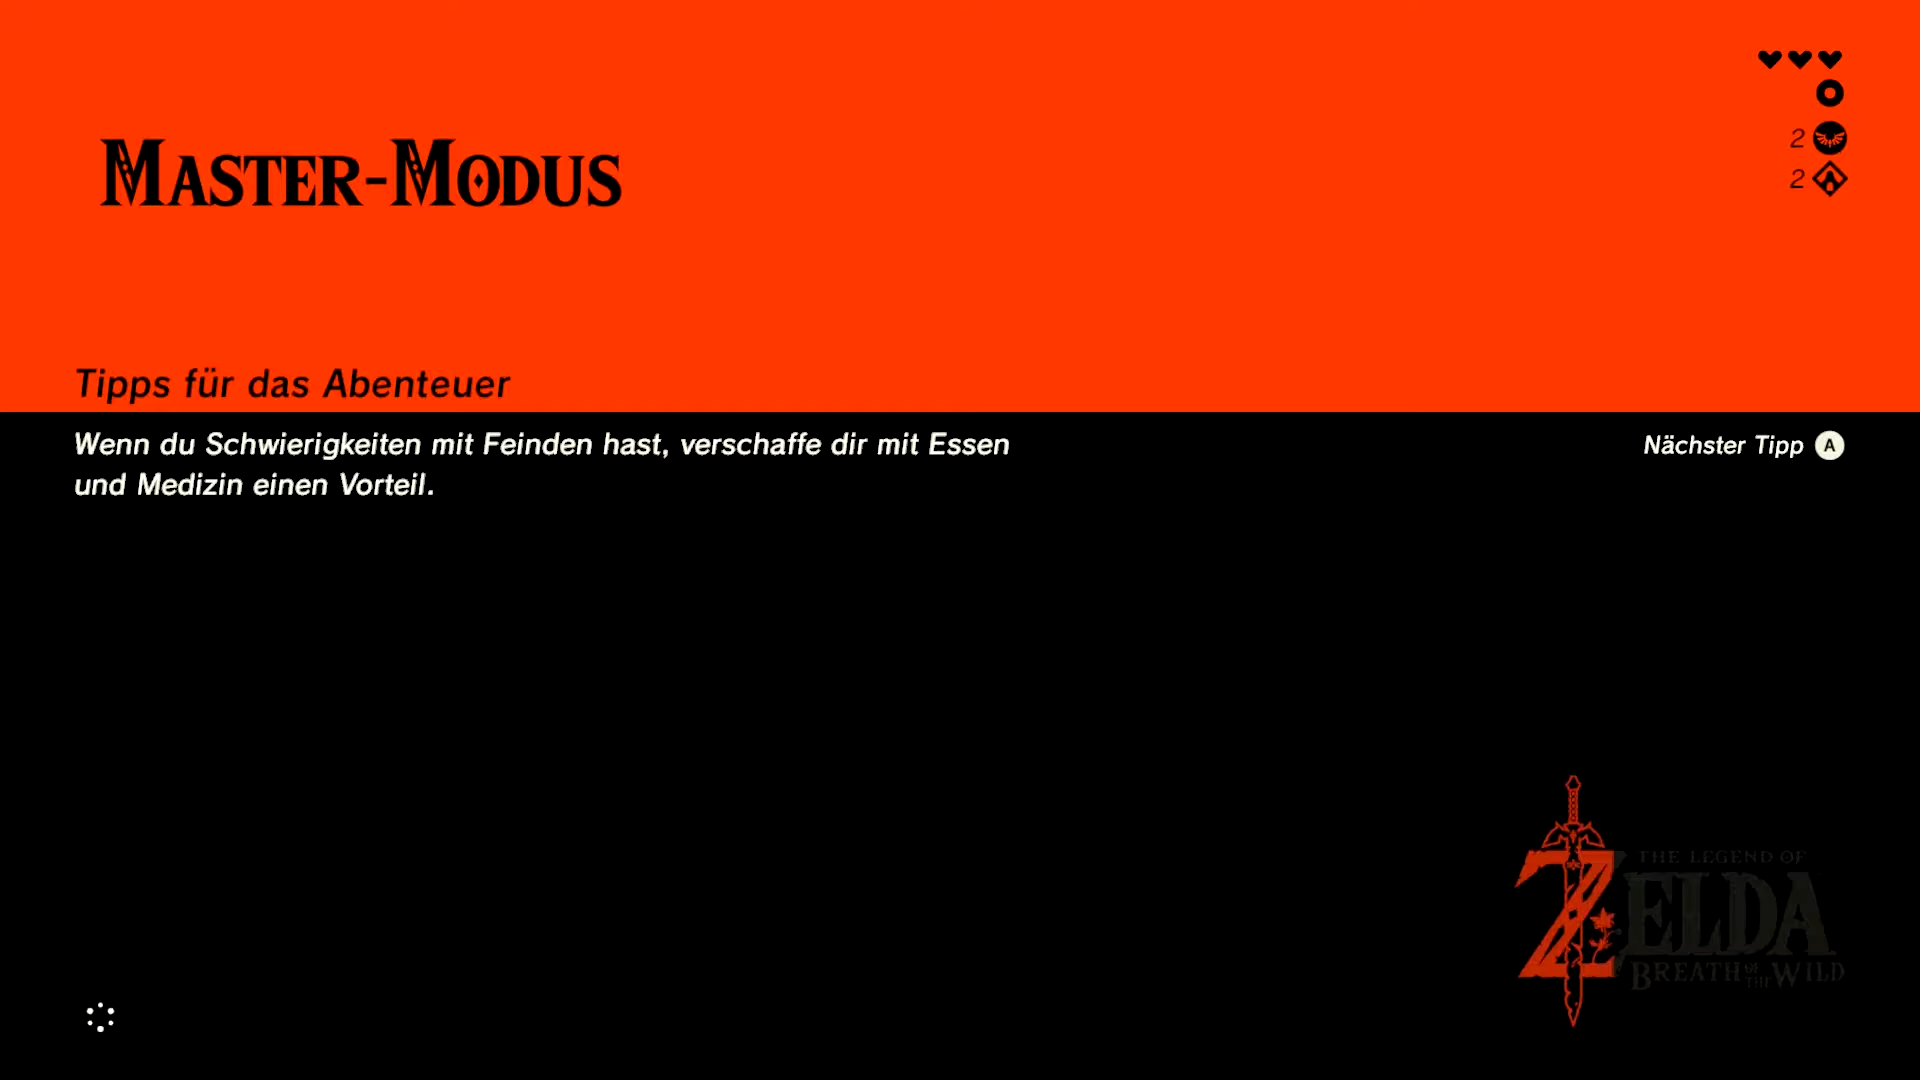 MASTER-MODUS
2
2
Tipps für das Abenteuer
Wenn du Schwierigkeiten mit Feinden hast, verschaffe dir mit Essen
und Medizin einen Vorteil.
Nächster Tipp A
THE LEGEND OF
ZELDA
BREATH OF THE WILD